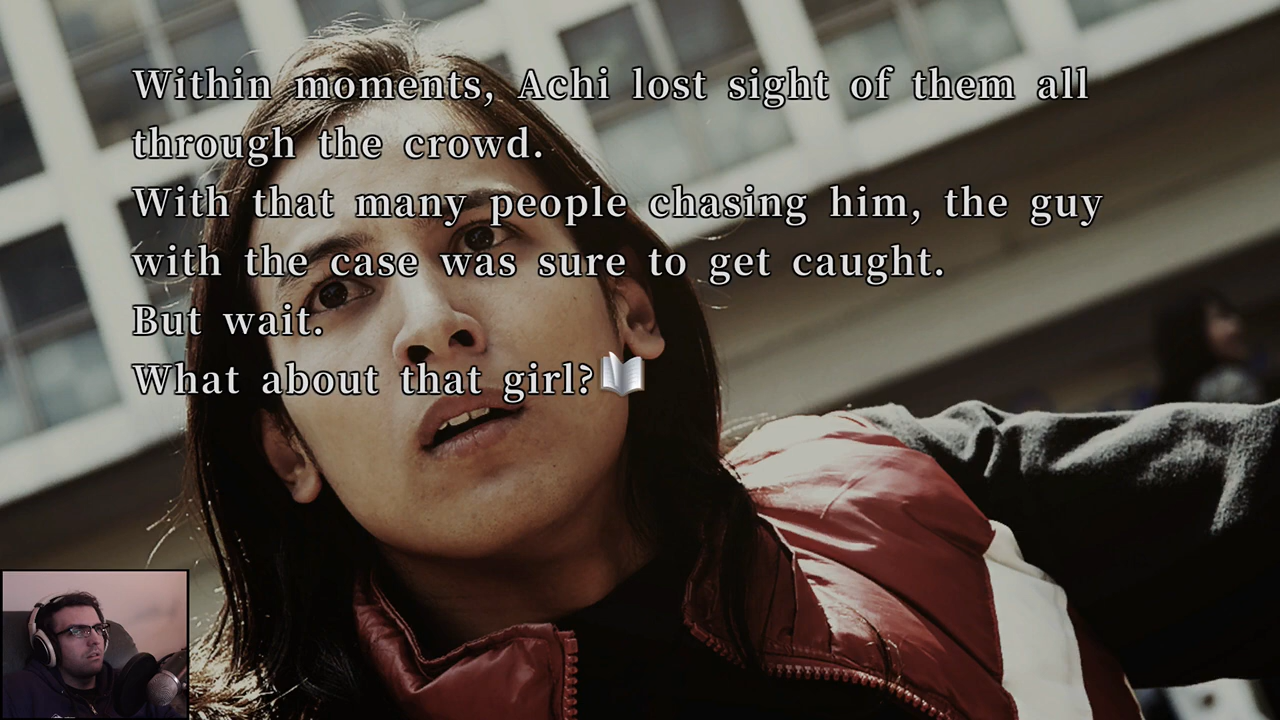 Within moments, Achi lost sight of them all
through the crowd.
With that many people chasing him, the guy
with the case was sure to get caught.
But wait.
What about that girl?